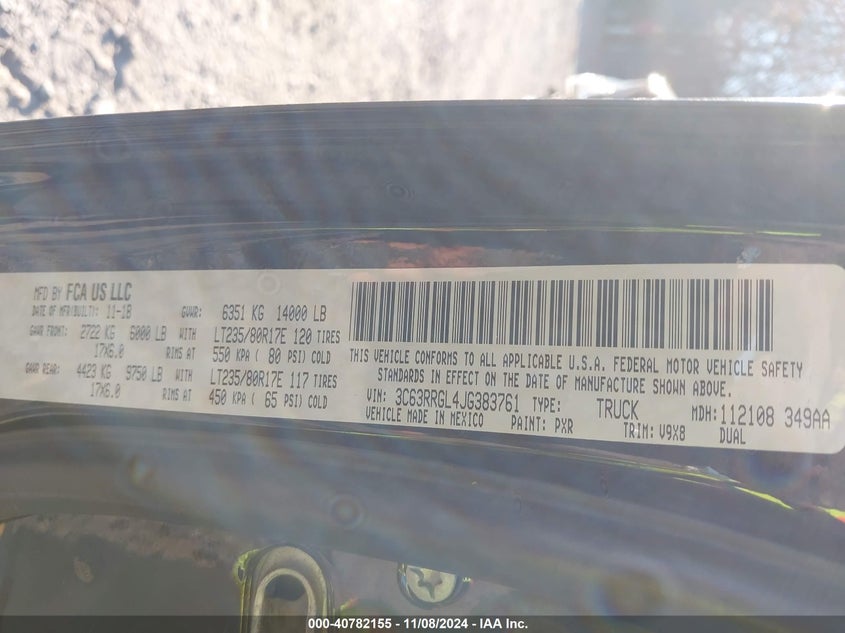 MFD BY FCA US LLC
DATE OF MFR(BUILT): 11-18 GVWR: 6351 KG 14000 LB
GAWR FRONT: 2722 KG 6000 LB WITH LT235/80R17E 120 TIRES
17X6.0 RIMS AT 550 KPA ( 80 PSI) COLD
GAWR REAR: 4423 KG 9750 LB WITH LT235/80R17E 117 TIRES
17X6.0 RIMS AT 450 KPA ( 65 PSI) COLD
THIS VEHICLE CONFORMS TO ALL APPLICABLE U.S.A. FEDERAL MOTOR VEHICLE SAFETY
STANDARDS IN EFFECT ON THE DATE OF MANUFACTURE SHOWN ABOVE.
VIN: 3C63RRGL4JG383761 TYPE: TRUCK MDH: 112108 349AA
VEHICLE MADE IN MEXICO PAINT: PXR TRIM: V9X8 DUAL
000-40782155 - 11/08/2024 - IAA Inc.